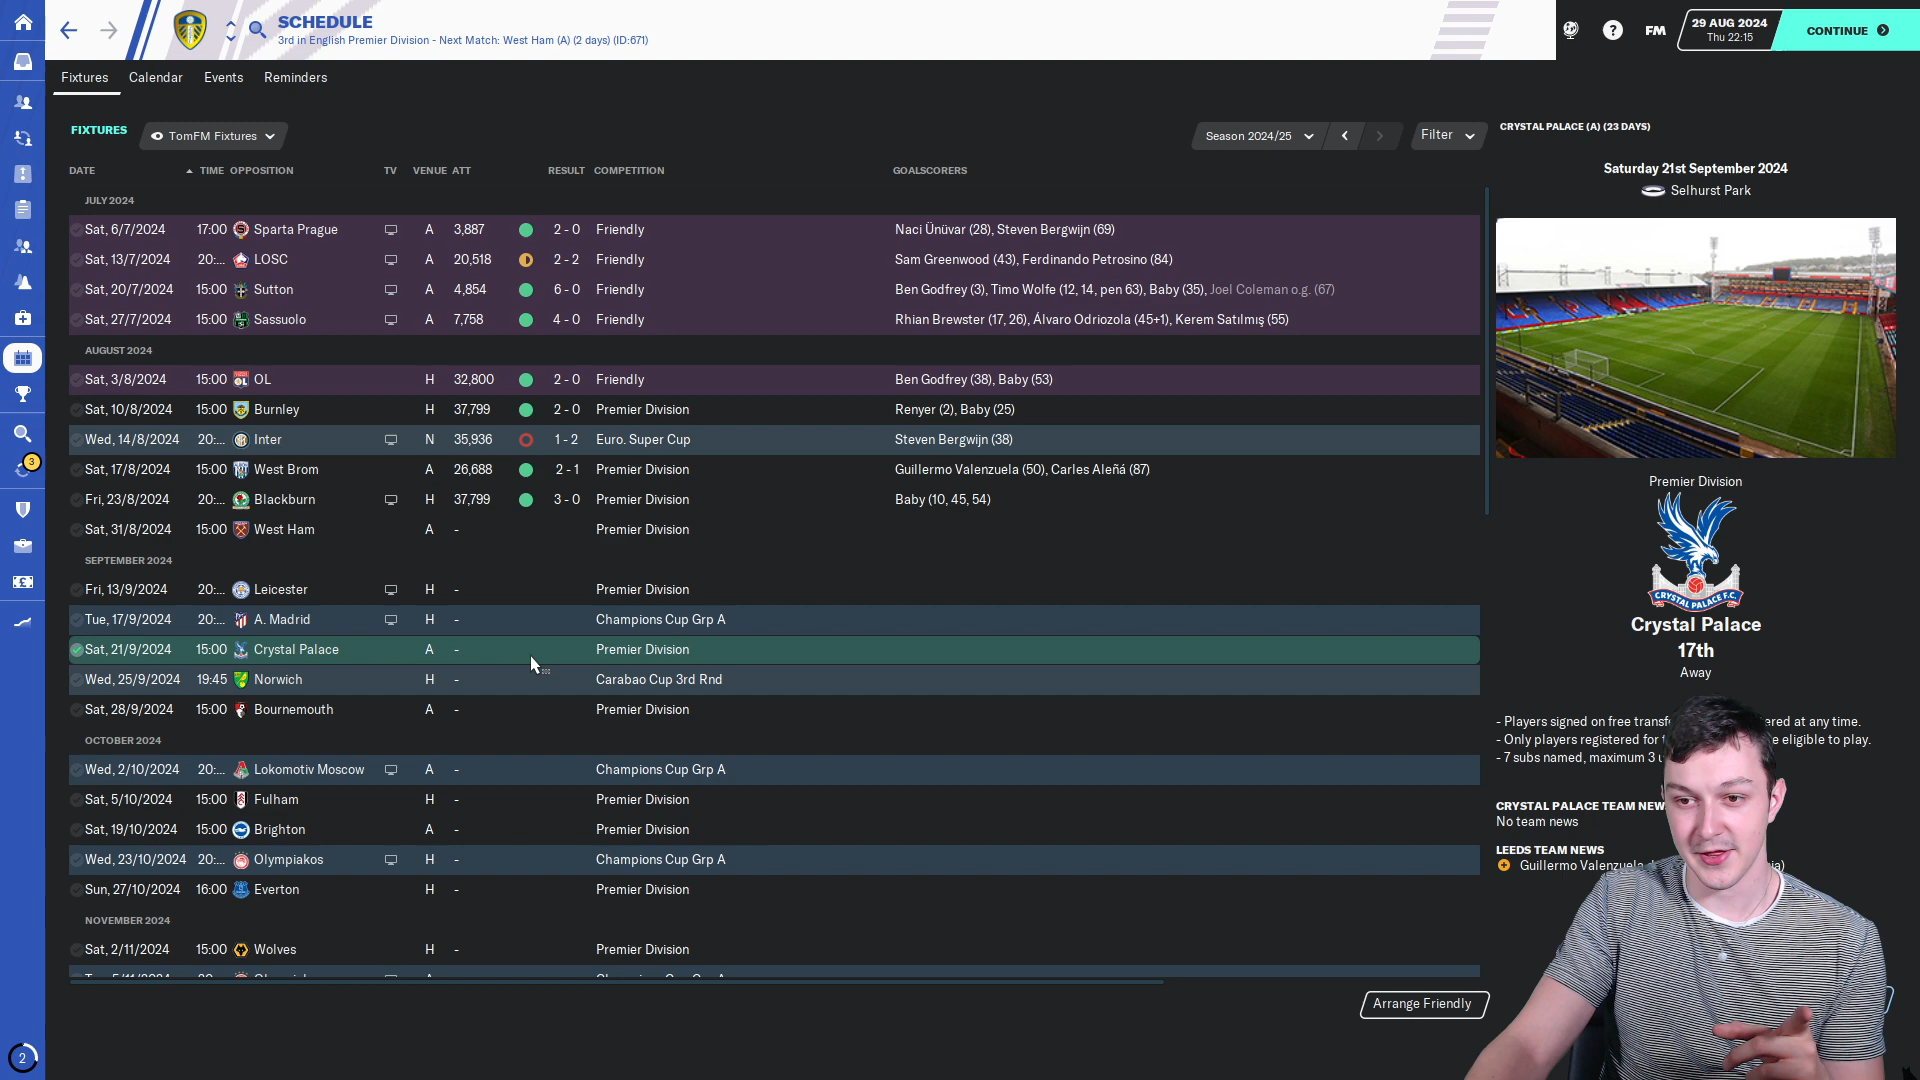 SCHEDULE
3rd in English Premier Division - Next Match: West Ham (A) (2 days) (ID:671)
FM
29 AUG 2024
Thu 22:15
CONTINUE
Fixtures Calendar Events Reminders
FIXTURES
TomFM Fixtures
Season 2024/25
Filter
DATE TIME OPPOSITION TV VENUE ATT RESULT COMPETITION GOALSCORERS
JULY 2024
Sat, 6/7/2024 17:00 Sparta Prague A 3,887 2 - 0 Friendly Naci Ünüvar (28), Steven Bergwijn (69)
Sat, 13/7/2024 20:... LOSC A 20,518 2 - 2 Friendly Sam Greenwood (43), Ferdinando Petrosino (84)
Sat, 20/7/2024 15:00 Sutton A 4,854 6 - 0 Friendly Ben Godfrey (3), Timo Wolfe (12, 14, pen 63), Baby (35), Joel Coleman o.g. (67)
Sat, 27/7/2024 15:00 Sassuolo A 7,758 4 - 0 Friendly Rhian Brewster (17, 26), Álvaro Odriozola (45+1), Kerem Satılmış (55)
AUGUST 2024
Sat, 3/8/2024 15:00 OL H 32,800 2 - 0 Friendly Ben Godfrey (38), Baby (53)
Sat, 10/8/2024 15:00 Burnley H 37,799 2 - 0 Premier Division Renyer (2), Baby (25)
Wed, 14/8/2024 20:... Inter N 35,936 1 - 2 Euro. Super Cup Steven Bergwijn (38)
Sat, 17/8/2024 15:00 West Brom A 26,688 2 - 1 Premier Division Guillermo Valenzuela (50), Carles Aleñá (87)
Fri, 23/8/2024 20:... Blackburn H 37,799 3 - 0 Premier Division Baby (10, 45, 54)
Sat, 31/8/2024 15:00 West Ham A - Premier Division
SEPTEMBER 2024
Fri, 13/9/2024 20:... Leicester H - Premier Division
Tue, 17/9/2024 20:... A. Madrid H - Champions Cup Grp A
Sat, 21/9/2024 15:00 Crystal Palace A - Premier Division
Wed, 25/9/2024 19:45 Norwich H - Carabao Cup 3rd Rnd
Sat, 28/9/2024 15:00 Bournemouth A - Premier Division
OCTOBER 2024
Wed, 2/10/2024 20:... Lokomotiv Moscow A - Champions Cup Grp A
Sat, 5/10/2024 15:00 Fulham H - Premier Division
Sat, 19/10/2024 15:00 Brighton A - Premier Division
Wed, 23/10/2024 20:... Olympiakos H - Champions Cup Grp A
Sun, 27/10/2024 16:00 Everton H - Premier Division
NOVEMBER 2024
Sat, 2/11/2024 15:00 Wolves H - Premier Division
Arrange Friendly
3
2
CRYSTAL PALACE (A) (23 DAYS)
Saturday 21st September 2024
Selhurst Park
Premier Division
CRYSTAL PALACE F.C.
Crystal Palace
17th
Away
- Players signed on free at any time.
- Only players registered for eligible to play.
- 7 subs named, maximum 3
CRYSTAL PALACE TEAM
No team news
LEEDS TEAM NEWS
Guillermo Valenzuela